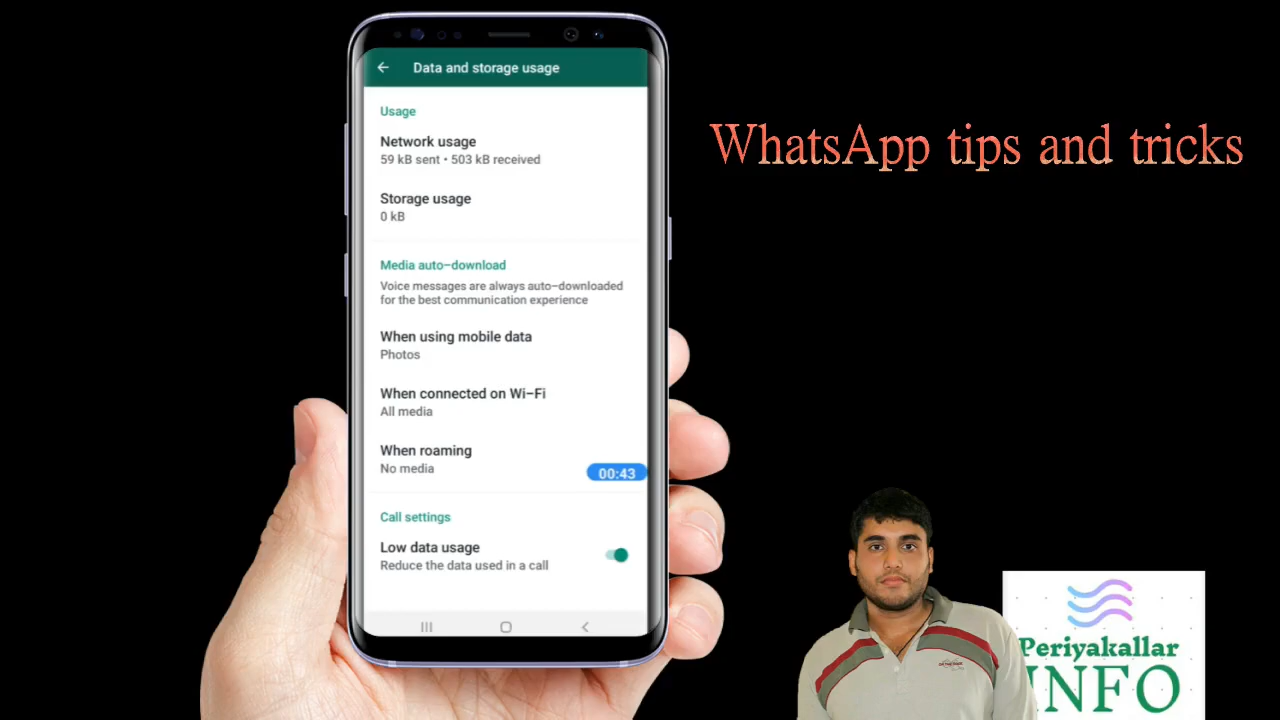 Data and storage usage
Usage
Network usage
59 kB sent • 503 kB received
Storage usage
0 kB
Media auto-download
Voice messages are always auto-downloaded
for the best communication experience
When using mobile data
Photos
When connected on Wi-Fi
All media
When roaming
No media
00:43
Call settings
Low data usage
Reduce the data used in a call
WhatsApp tips and tricks
Periyakallar
INFO